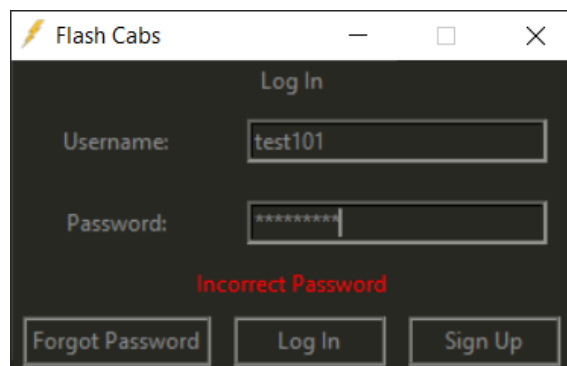 Flash Cabs
Log In
Username: test101
Password: *********
Incorrect Password
Forgot Password Log In Sign Up